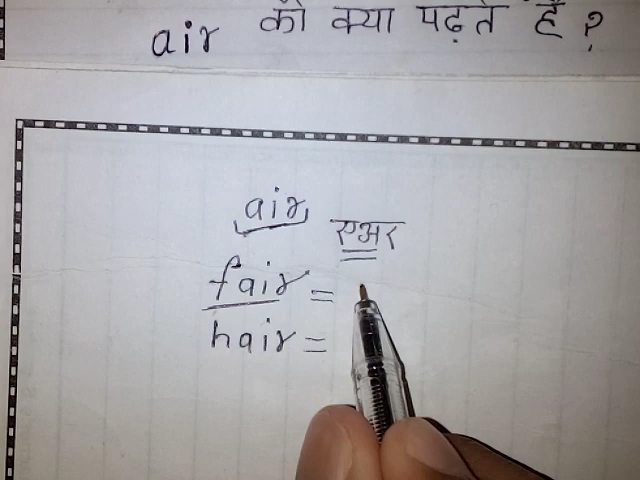 air को क्या पढ़ते हैं ?
air एअर
fair =
hair =